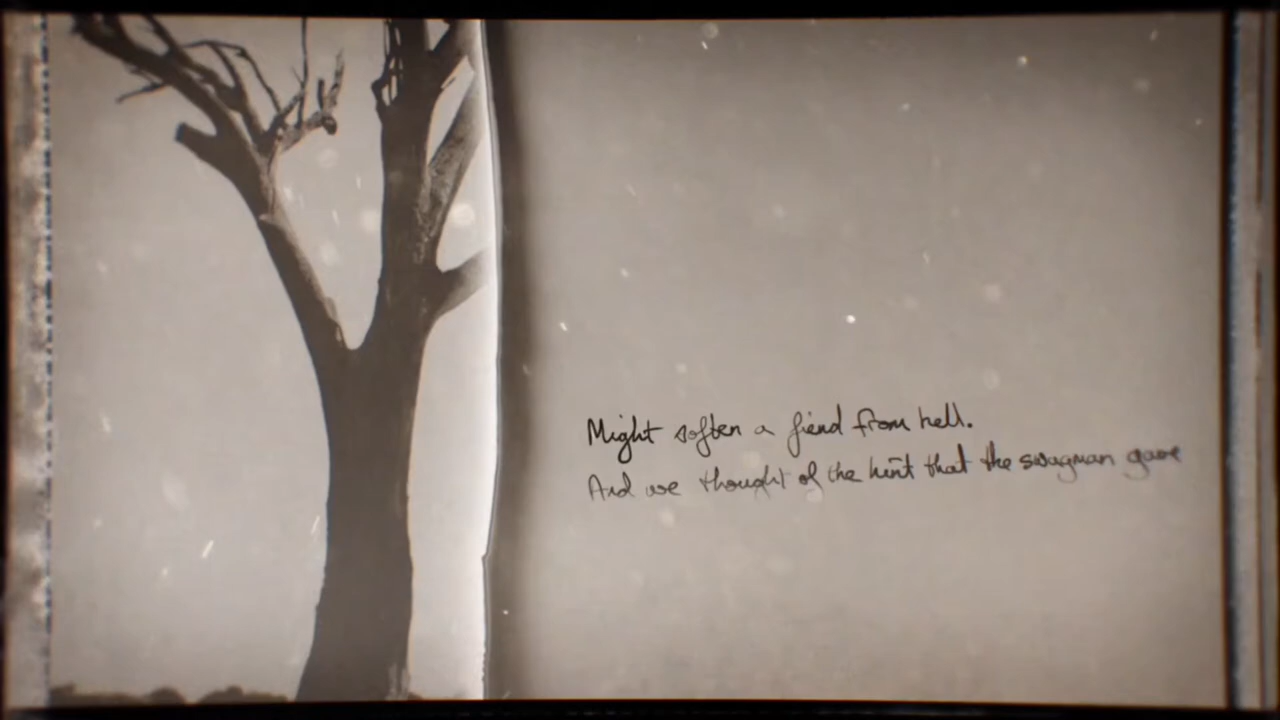 Might soften a fiend from hell.
And we thought of the hint that the swagman gave